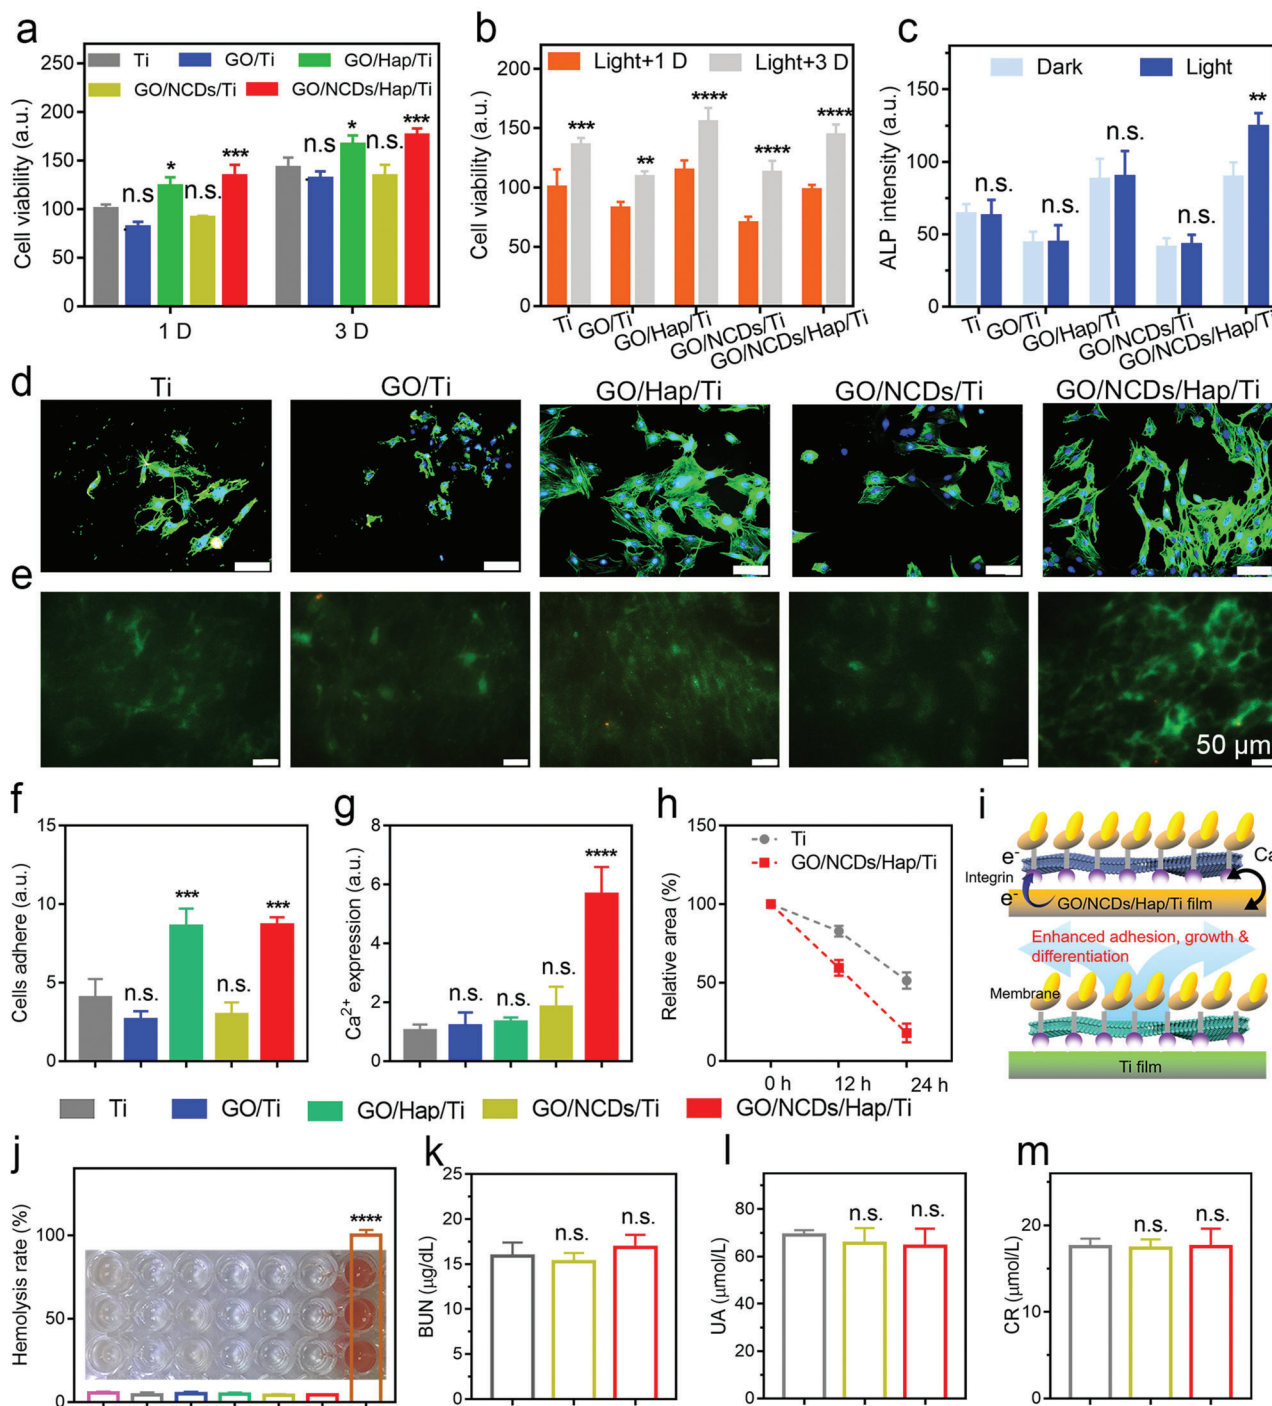 a
Ti GO/Ti GO/Hap/Ti
GO/NCDs/Ti GO/NCDs/Hap/Ti
Cell viability (a.u.)
250
200
150
100
50
0
n.s
*
n.s.
***
n.s
*
n.s.
***
1 D 3 D
b
Light+1 D Light+3 D
Cell viability (a.u.)
200
150
100
50
0
***
**
****
****
****
Ti GO/Ti GO/Hap/Ti GO/NCDs/Ti GO/NCDs/Hap/Ti
c
Dark Light
ALP intensity (a.u.)
150
100
50
0
n.s.
n.s.
n.s.
n.s.
**
Ti GO/Ti GO/Hap/Ti GO/NCDs/Ti GO/NCDs/Hap/Ti
d
Ti GO/Ti GO/Hap/Ti GO/NCDs/Ti GO/NCDs/Hap/Ti
e
50 μm
f
Cells adhere (a.u.)
15
10
5
0
n.s.
***
n.s.
***
g
Ca2+ expression (a.u.)
8
6
4
2
0
n.s.
n.s.
n.s.
****
h
Ti
GO/NCDs/Hap/Ti
Relative area (%)
150
100
50
0
0 h 12 h 24 h
i
e-
Ca
Integrin
e-
GO/NCDs/Hap/Ti film
Enhanced adhesion, growth &
differentiation
Membrane
Ti film
Ti GO/Ti GO/Hap/Ti GO/NCDs/Ti GO/NCDs/Hap/Ti
j
Hemolysis rate (%)
100
50
0
****
k
BUN (μg/dL)
25
20
15
10
5
0
n.s.
n.s.
l
UA (μmol/L)
80
60
40
20
0
n.s.
n.s.
m
CR (μmol/L)
20
10
0
n.s.
n.s.